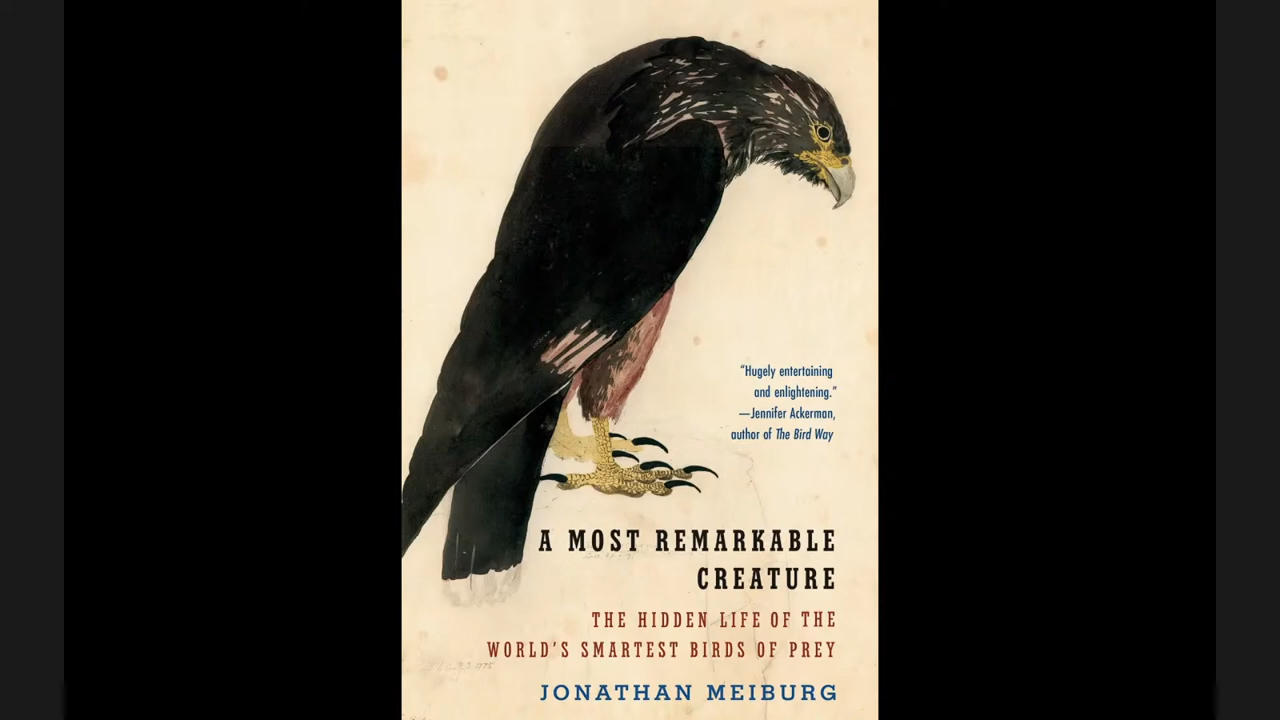 “Hugely entertaining
and enlightening.”
—Jennifer Ackerman,
author of The Bird Way
A MOST REMARKABLE
CREATURE
THE HIDDEN LIFE OF THE
WORLD’S SMARTEST BIRDS OF PREY
JONATHAN MEIBURG